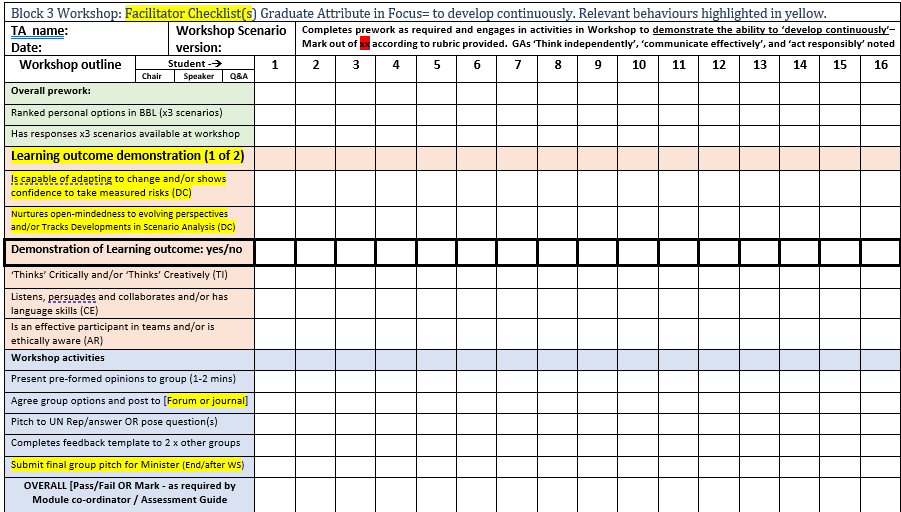 Block 3 Workshop: Facilitator Checklist(s) Graduate Attribute in Focus= to develop continuously. Relevant behaviours highlighted in yellow.
TA name:
Date:
Workshop Scenario
version:
Completes prework as required and engages in activities in Workshop to demonstrate the ability to ‘develop continuously’–
Mark out of xx according to rubric provided. GAs ‘Think independently’, ‘communicate effectively’, and ‘act responsibly’ noted
Workshop outline
Student -→
Chair Speaker Q&A
1 2 3 4 5 6 7 8 9 10 11 12 13 14 15 16
Overall prework:
Ranked personal options in BBL (x3 scenarios)
Has responses x3 scenarios available at workshop
Learning outcome demonstration (1 of 2)
Is capable of adapting to change and/or shows
confidence to take measured risks (DC)
Nurtures open-mindedness to evolving perspectives
and/or Tracks Developments in Scenario Analysis (DC)
Demonstration of Learning outcome: yes/no
‘Thinks’ Critically and/or ‘Thinks’ Creatively (TI)
Listens, persuades and collaborates and/or has
language skills (CE)
Is an effective participant in teams and/or is
ethically aware (AR)
Workshop activities
Present pre-formed opinions to group (1-2 mins)
Agree group options and post to [Forum or journal]
Pitch to UN Rep/answer OR pose question(s)
Completes feedback template to 2 x other groups
Submit final group pitch for Minister (End/after WS)
OVERALL [Pass/Fail OR Mark - as required by
Module co-ordinator / Assessment Guide